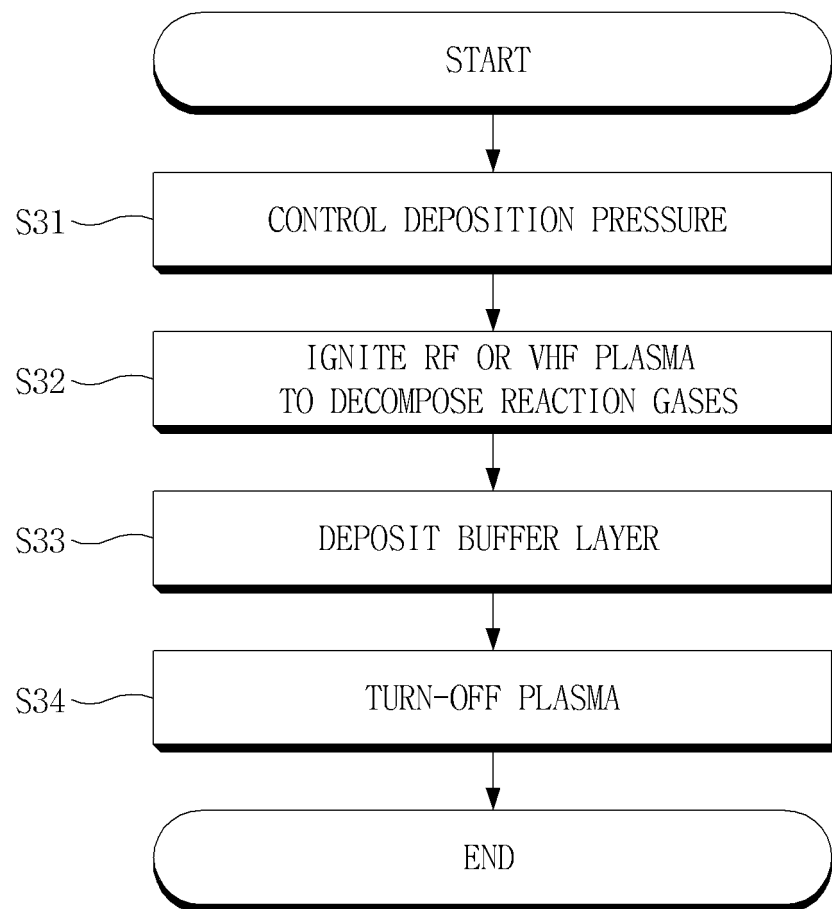 START
S31
CONTROL DEPOSITION PRESSURE
S32
IGNITE RF OR VHF PLASMA
TO DECOMPOSE REACTION GASES
S33
DEPOSIT BUFFER LAYER
S34
TURN-OFF PLASMA
END